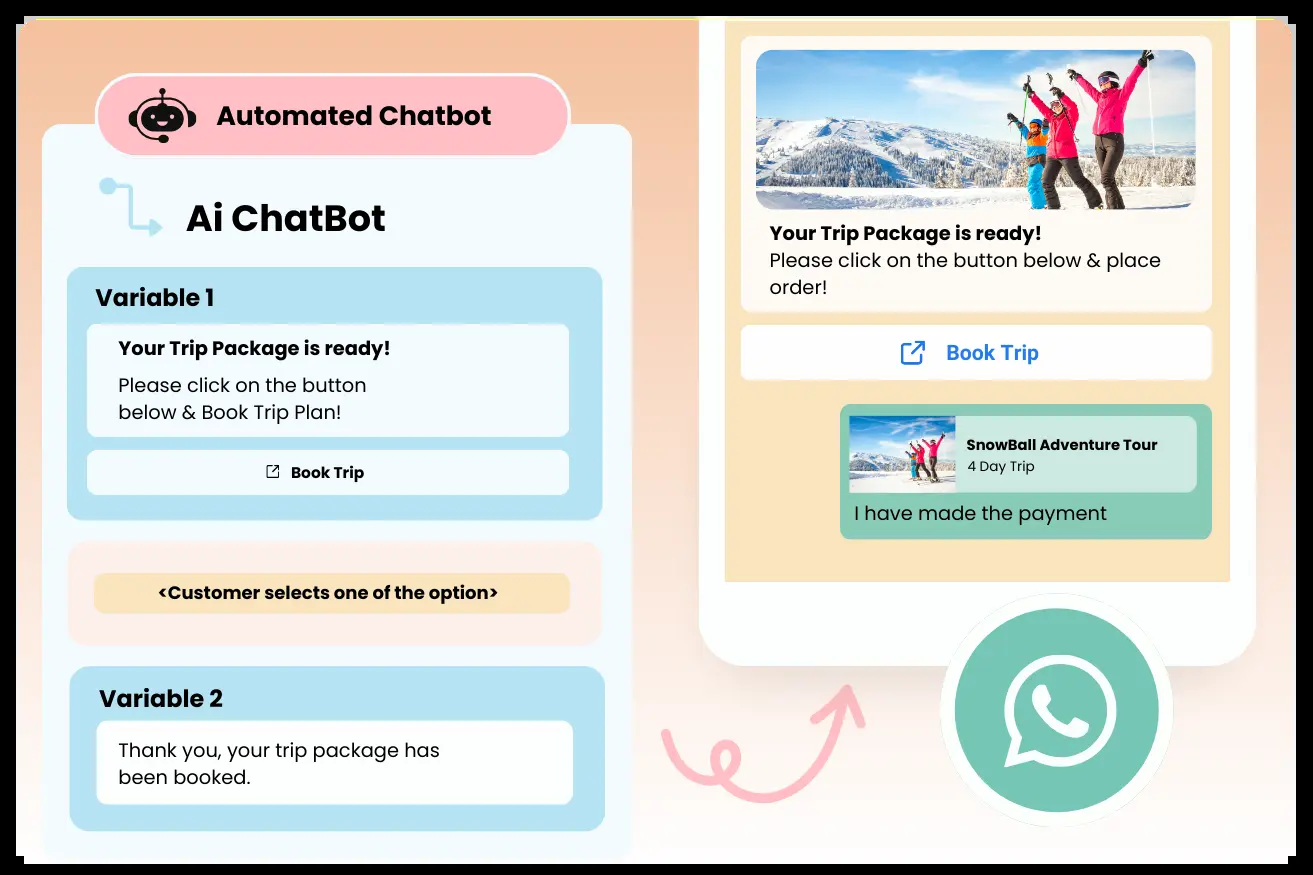 Automated Chatbot
Ai ChatBot
Variable 1
Your Trip Package is ready!
Please click on the button
below & Book Trip Plan!
Book Trip
<Customer selects one of the option>
Variable 2
Thank you, your trip package has
been booked.
Your Trip Package is ready!
Please click on the button below & place
order!
Book Trip
SnowBall Adventure Tour
4 Day Trip
I have made the payment